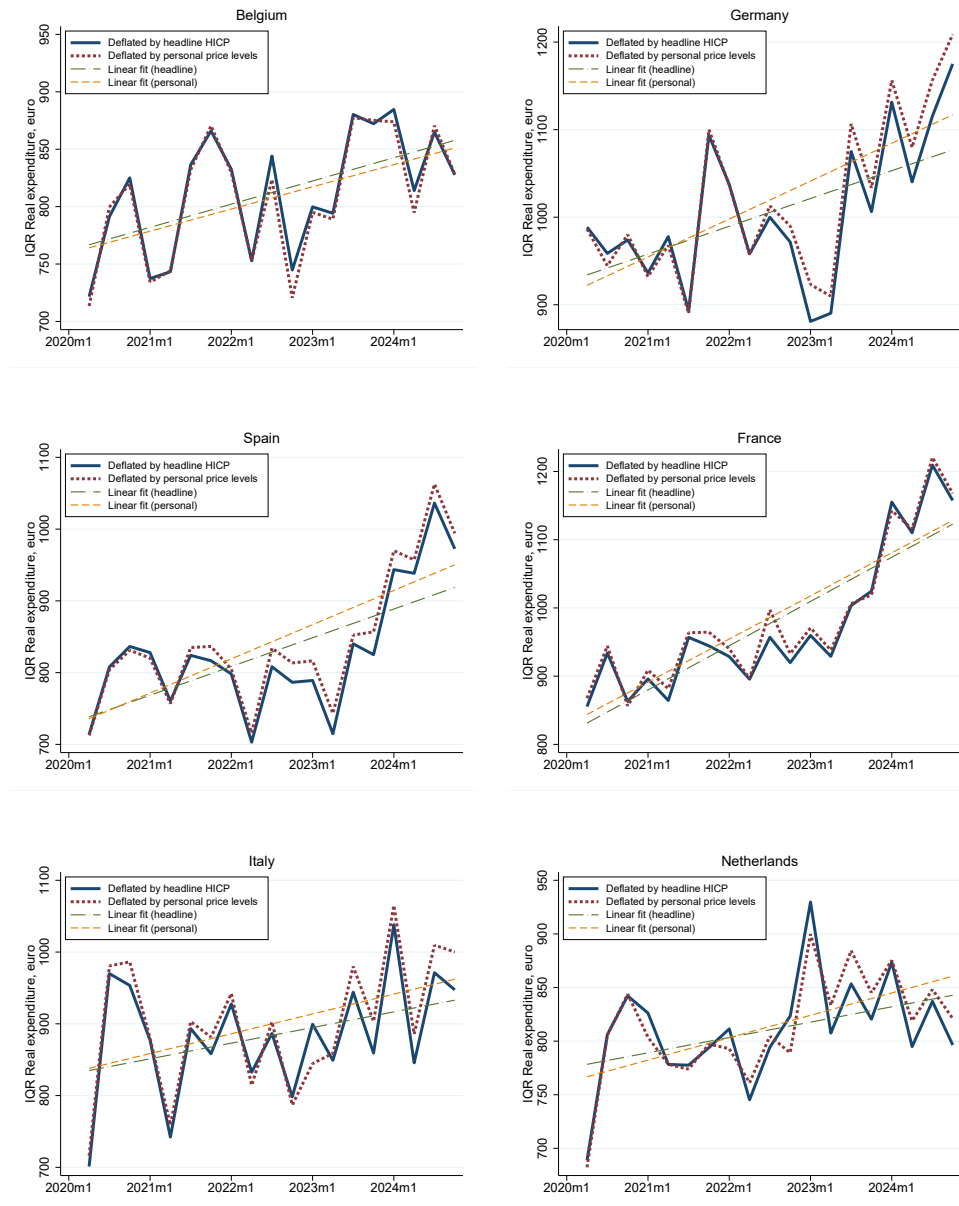 Belgium
IQR Real expenditure, euro
950
900
850
800
750
700
Deflated by headline HICP
Deflated by personal price levels
Linear fit (headline)
Linear fit (personal)
2020m1 2021m1 2022m1 2023m1 2024m1
Germany
IQR Real expenditure, euro
1200
1100
1000
900
Deflated by headline HICP
Deflated by personal price levels
Linear fit (headline)
Linear fit (personal)
2020m1 2021m1 2022m1 2023m1 2024m1
Spain
IQR Real expenditure, euro
1100
1000
900
800
700
Deflated by headline HICP
Deflated by personal price levels
Linear fit (headline)
Linear fit (personal)
2020m1 2021m1 2022m1 2023m1 2024m1
France
IQR Real expenditure, euro
1200
1100
1000
900
800
Deflated by headline HICP
Deflated by personal price levels
Linear fit (headline)
Linear fit (personal)
2020m1 2021m1 2022m1 2023m1 2024m1
Italy
IQR Real expenditure, euro
1100
1000
900
800
700
Deflated by headline HICP
Deflated by personal price levels
Linear fit (headline)
Linear fit (personal)
2020m1 2021m1 2022m1 2023m1 2024m1
Netherlands
IQR Real expenditure, euro
950
900
850
800
750
700
Deflated by headline HICP
Deflated by personal price levels
Linear fit (headline)
Linear fit (personal)
2020m1 2021m1 2022m1 2023m1 2024m1